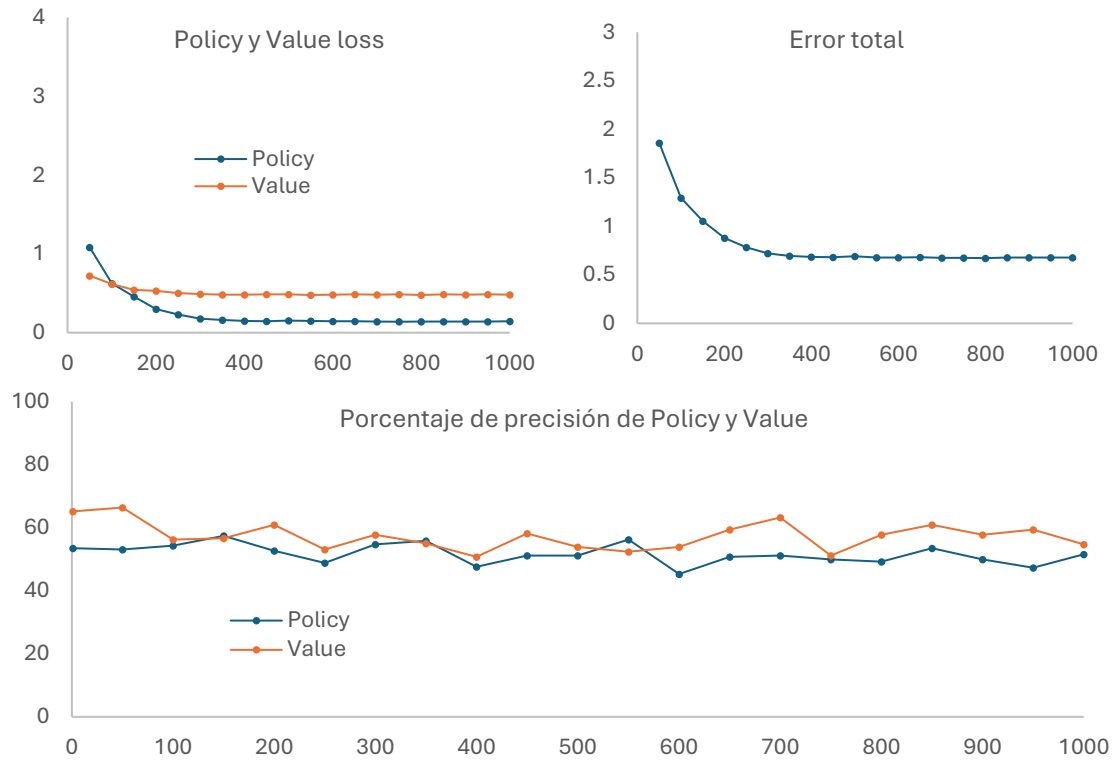 Policy y Value loss
4
3
2
1
0
Policy
Value
0 200 400 600 800 1000
Error total
3
2.5
2
1.5
1
0.5
0
0 200 400 600 800 1000
Porcentaje de precisión de Policy y Value
100
80
60
40
20
0
Policy
Value
0 100 200 300 400 500 600 700 800 900 1000